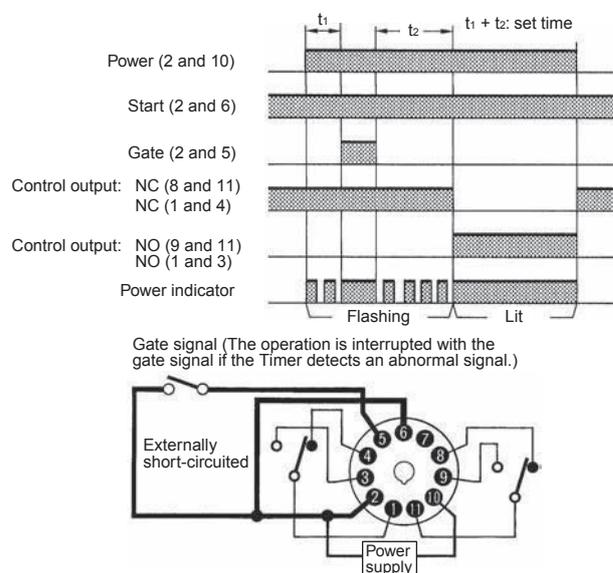 t₁ t₂ t₁ + t₂: set time
Power (2 and 10)
Start (2 and 6)
Gate (2 and 5)
Control output: NC (8 and 11)
NC (1 and 4)
Control output: NO (9 and 11)
NO (1 and 3)
Power indicator
Flashing Lit
Gate signal (The operation is interrupted with the
gate signal if the Timer detects an abnormal signal.)
Externally
short-circuited
5 6 7
4 8
3 9
2 10
1 11
Power
supply